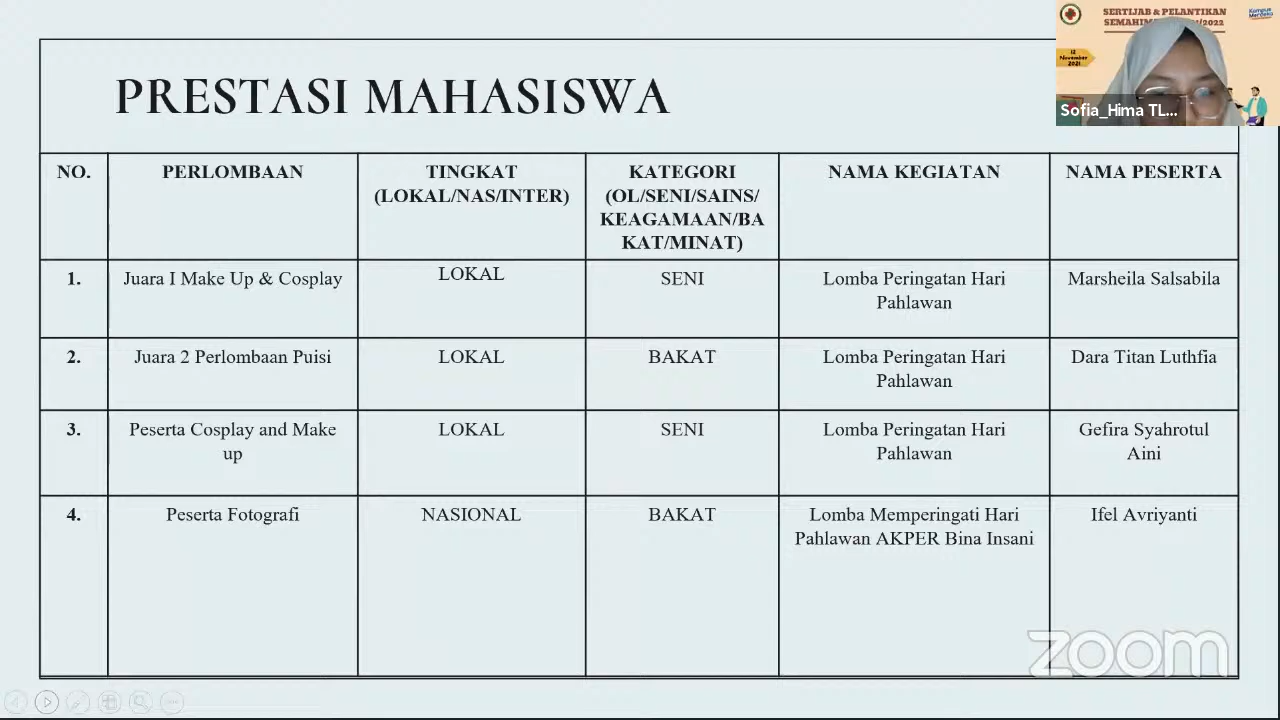 PRESTASI MAHASISWA
SERTIJAB & PELANTIKAN
12
November
2021
Sofia_Hima TL...
NO.
PERLOMBAAN
TINGKAT
(LOKAL/NAS/INTER)
KATEGORI
(OL/SENI/SAINS/
KEAGAMAAN/BA
KAT/MINAT)
NAMA KEGIATAN
NAMA PESERTA
1.
Juara I Make Up & Cosplay
LOKAL
SENI
Lomba Peringatan Hari
Pahlawan
Marsheila Salsabila
2.
Juara 2 Perlombaan Puisi
LOKAL
BAKAT
Lomba Peringatan Hari
Pahlawan
Dara Titan Luthfia
3.
Peserta Cosplay and Make
up
LOKAL
SENI
Lomba Peringatan Hari
Pahlawan
Gefira Syahrotul
Aini
4.
Peserta Fotografi
NASIONAL
BAKAT
Lomba Memperingati Hari
Pahlawan AKPER Bina Insani
Ifel Avriyanti
zoom